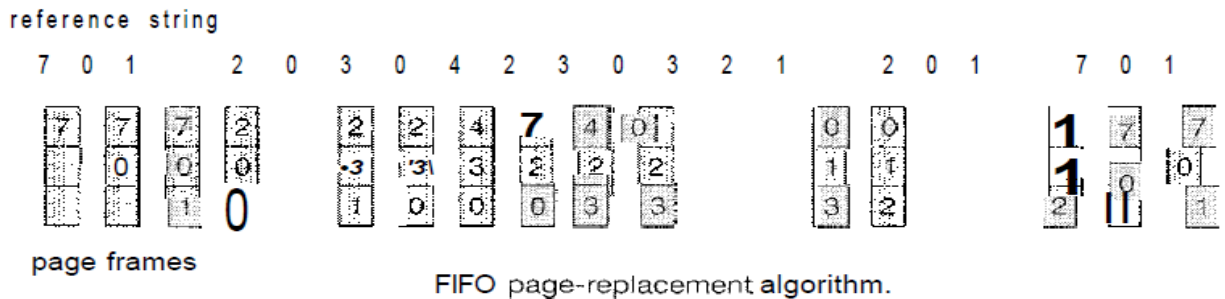 reference string
7 0 1 2 0 3 0 4 2 3 0 3 2 1 2 0 1 7 0 1
7 7 7 2 2 2 4 7 4 0 0 0 1 7 7
0 0 0 •3 '3\ 3 2 2 2 1 1 1 0 0
1 0 1 0 0 0 3 3 3 2 2 || 1
page frames
FIFO page-replacement algorithm.